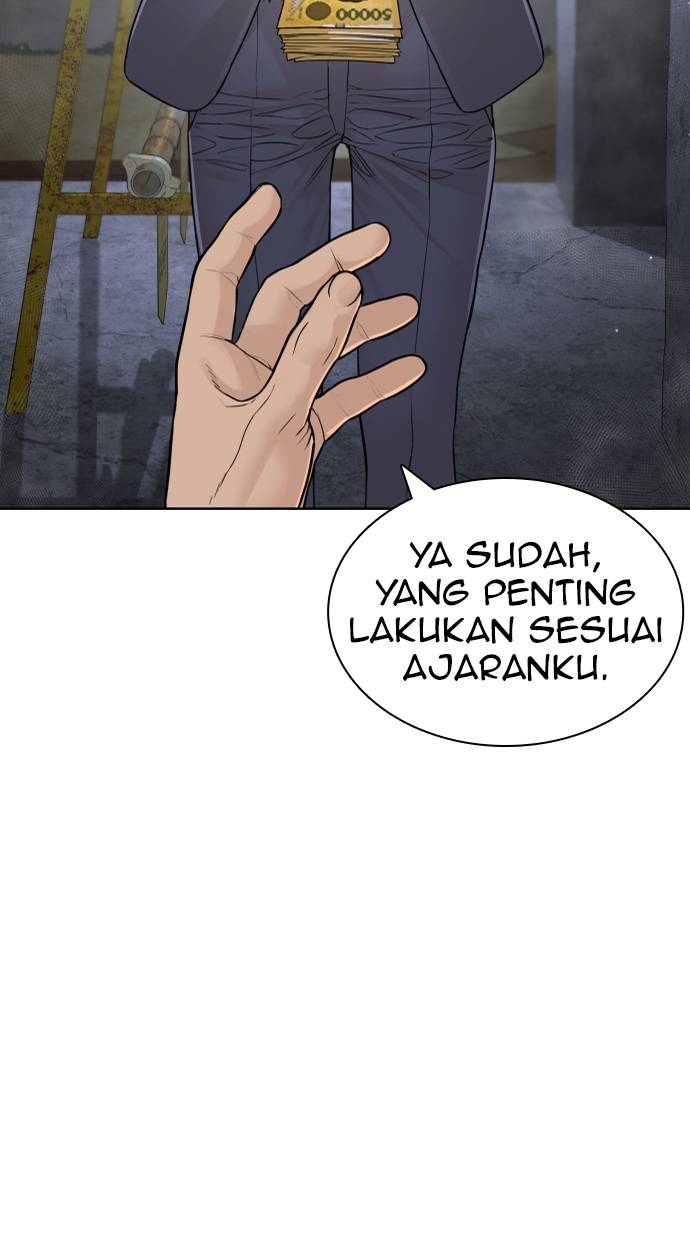 50000
YA SUDAH,
YANG PENTING
LAKUKAN SESUAI
AJARANKU.